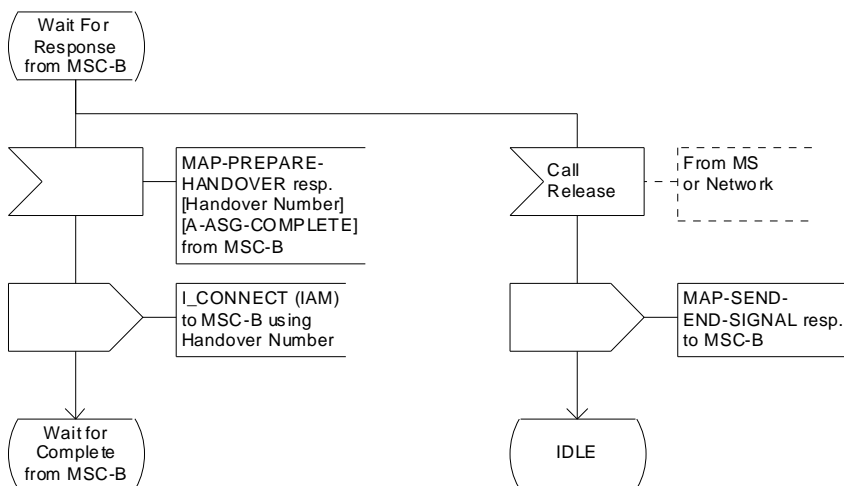 Wait For
Response
from MSC-B
MAP-PREPARE-
HANDOVER resp.
[Handover Number]
[A-ASG-COMPLETE]
from MSC-B
Call
Release
From MS
or Network
I_CONNECT (IAM)
to MSC-B using
Handover Number
MAP-SEND-
END-SIGNAL resp.
to MSC-B
Wait for
Complete
from MSC-B
IDLE